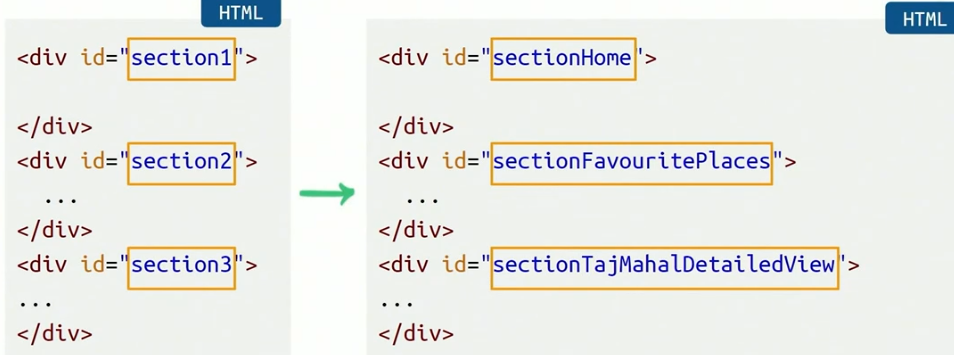 HTML
<div id="section1">
</div>
<div id="section2">
...
</div>
<div id="section3">
...
</div>
HTML
<div id="sectionHome">
</div>
<div id="sectionFavouritePlaces">
...
</div>
<div id="sectionTajMahalDetailedView">
...
</div>